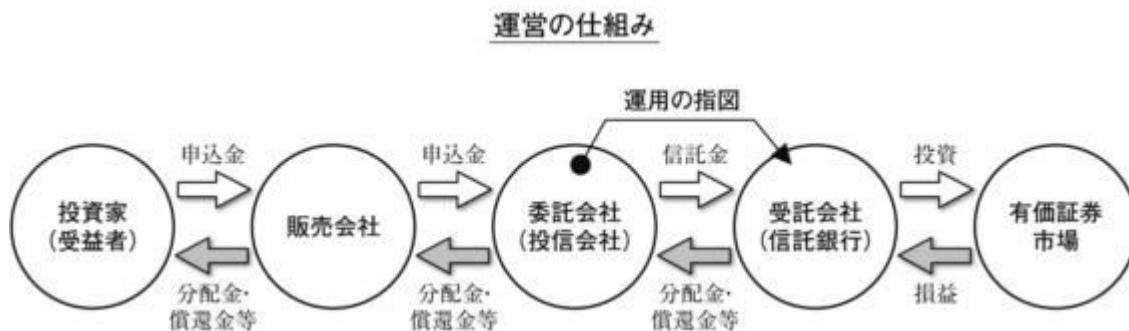 運営の仕組み
運用の指図
申込金
申込金
信託金
投資
投資家
（受益者）
販売会社
委託会社
（投信会社）
受託会社
（信託銀行）
有価証券
市場
分配金・
償還金等
分配金・
償還金等
分配金・
償還金等
損益